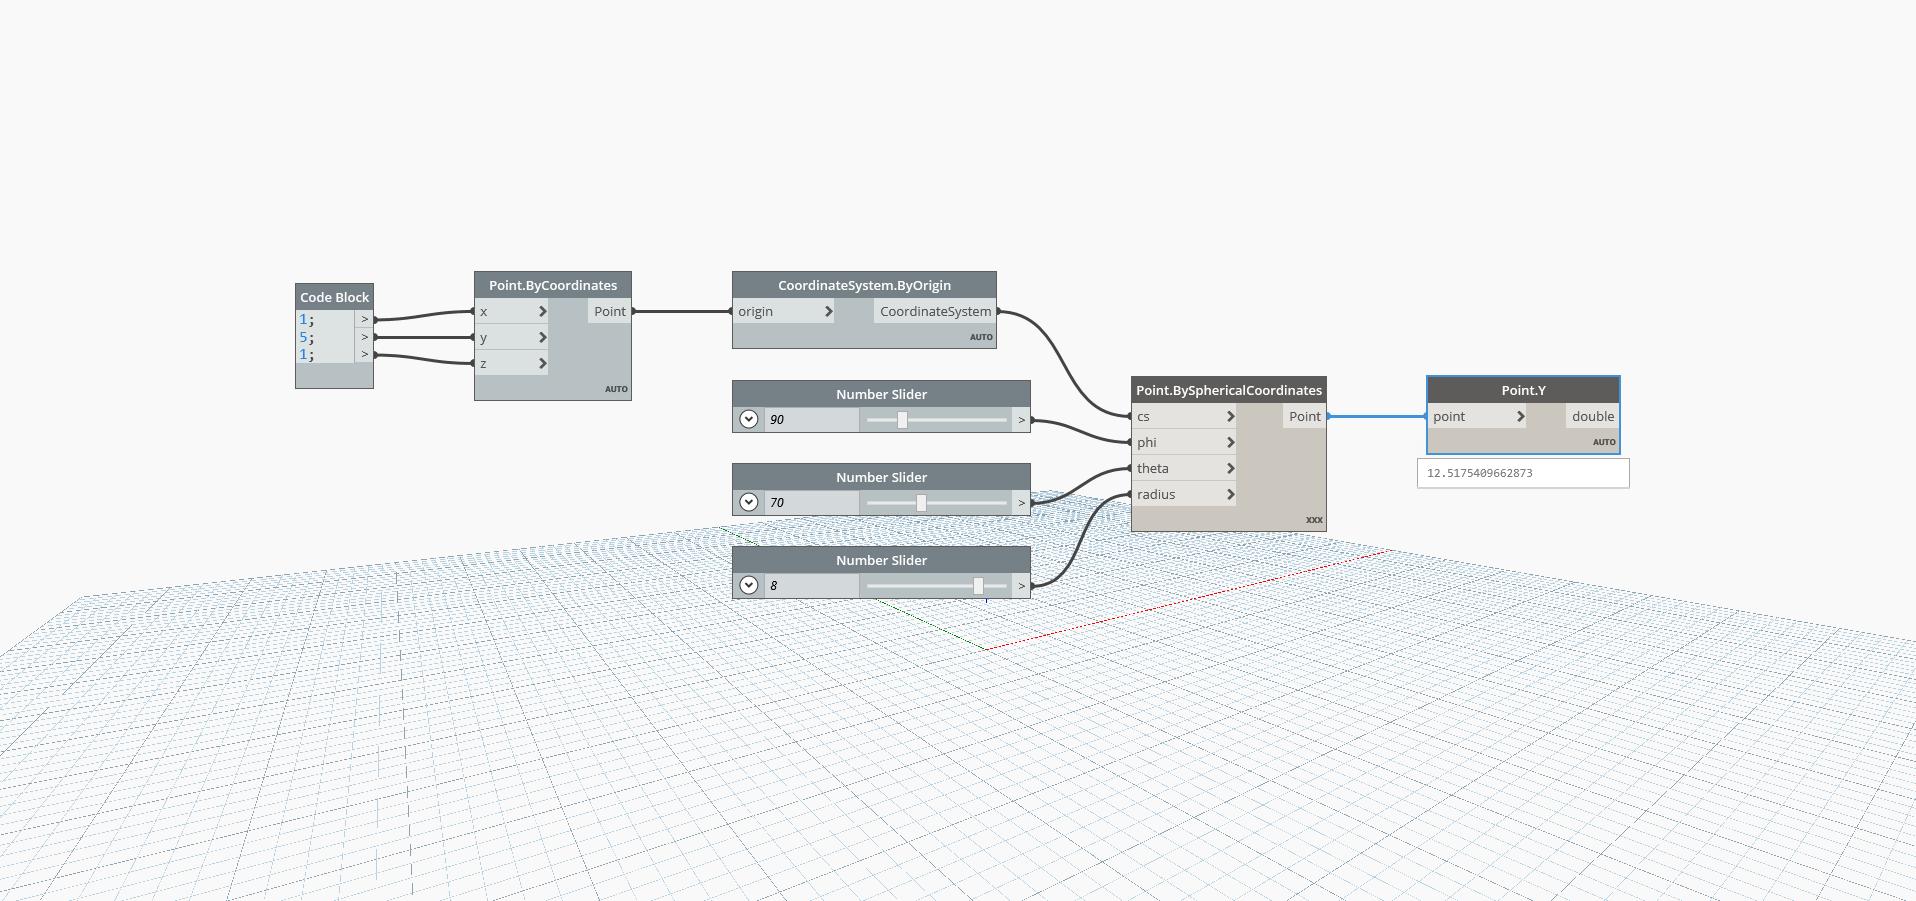 Code Block
1; >
5; >
1; >
Point.ByCoordinates
x > Point
y >
z >
AUTO
CoordinateSystem.ByOrigin
origin > CoordinateSystem
AUTO
Number Slider
90 >
Number Slider
70 >
Number Slider
8 >
Point.BySphericalCoordinates
cs > Point
phi >
theta >
radius >
XXX
Point.Y
point > double
AUTO
12.5175409662873